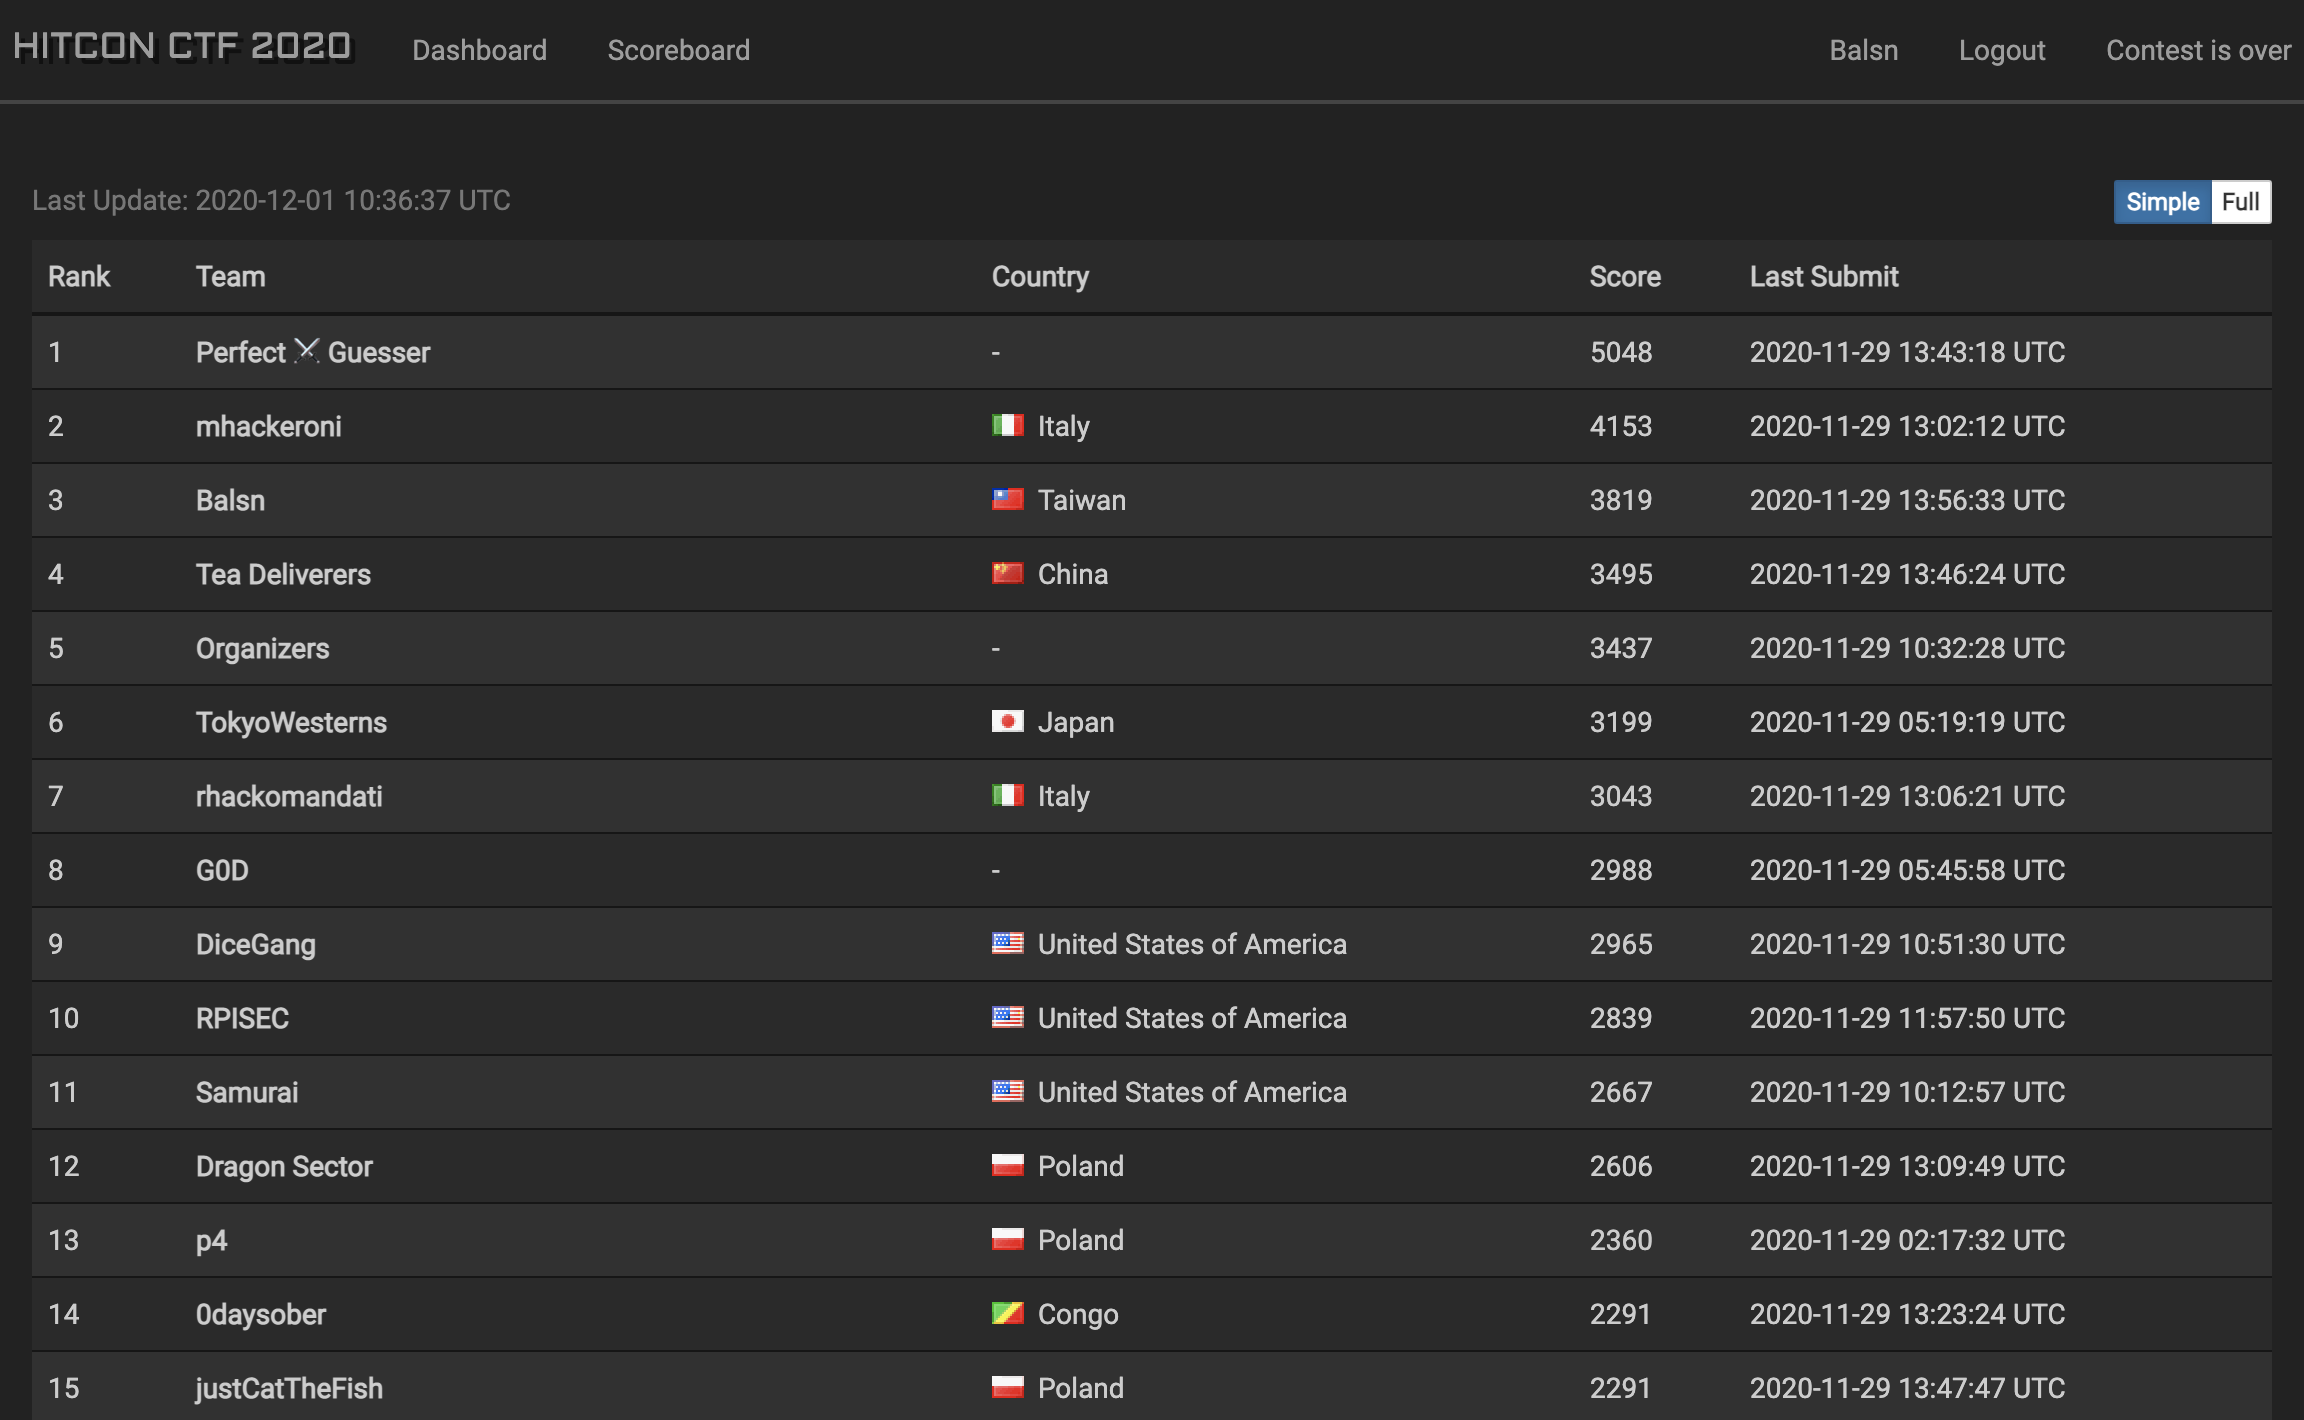 HITCON CTF 2020 Dashboard Scoreboard Balsn Logout Contest is over
Last Update: 2020-12-01 10:36:37 UTC Simple Full
Rank Team Country Score Last Submit
1 Perfect ⚔ Guesser - 5048 2020-11-29 13:43:18 UTC
2 mhackeroni Italy 4153 2020-11-29 13:02:12 UTC
3 Balsn Taiwan 3819 2020-11-29 13:56:33 UTC
4 Tea Deliverers China 3495 2020-11-29 13:46:24 UTC
5 Organizers - 3437 2020-11-29 10:32:28 UTC
6 TokyoWesterns Japan 3199 2020-11-29 05:19:19 UTC
7 rhackomandati Italy 3043 2020-11-29 13:06:21 UTC
8 G0D - 2988 2020-11-29 05:45:58 UTC
9 DiceGang United States of America 2965 2020-11-29 10:51:30 UTC
10 RPISEC United States of America 2839 2020-11-29 11:57:50 UTC
11 Samurai United States of America 2667 2020-11-29 10:12:57 UTC
12 Dragon Sector Poland 2606 2020-11-29 13:09:49 UTC
13 p4 Poland 2360 2020-11-29 02:17:32 UTC
14 0daysober Congo 2291 2020-11-29 13:23:24 UTC
15 justCatTheFish Poland 2291 2020-11-29 13:47:47 UTC